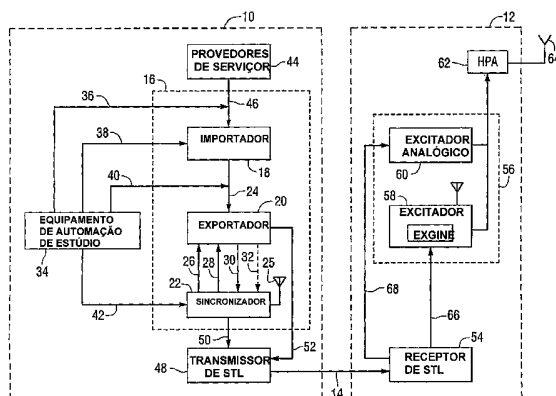 10
12
PROVEDORES
DE SERVIÇOR
44
16
36
46
38
IMPORTADOR
18
40
24
20
EXPORTADOR
EQUIPAMENTO
DE AUTOMAÇÃO
DE ESTÚDIO
34
26
28
30
32
25
22
SINCRONIZADOR
42
50
52
48
TRANSMISSOR
DE STL
14
62
HPA
64
EXCITADOR
ANALÓGICO
60
56
58
EXCITADOR
EXGINE
68
66
54
RECEPTOR
DE STL